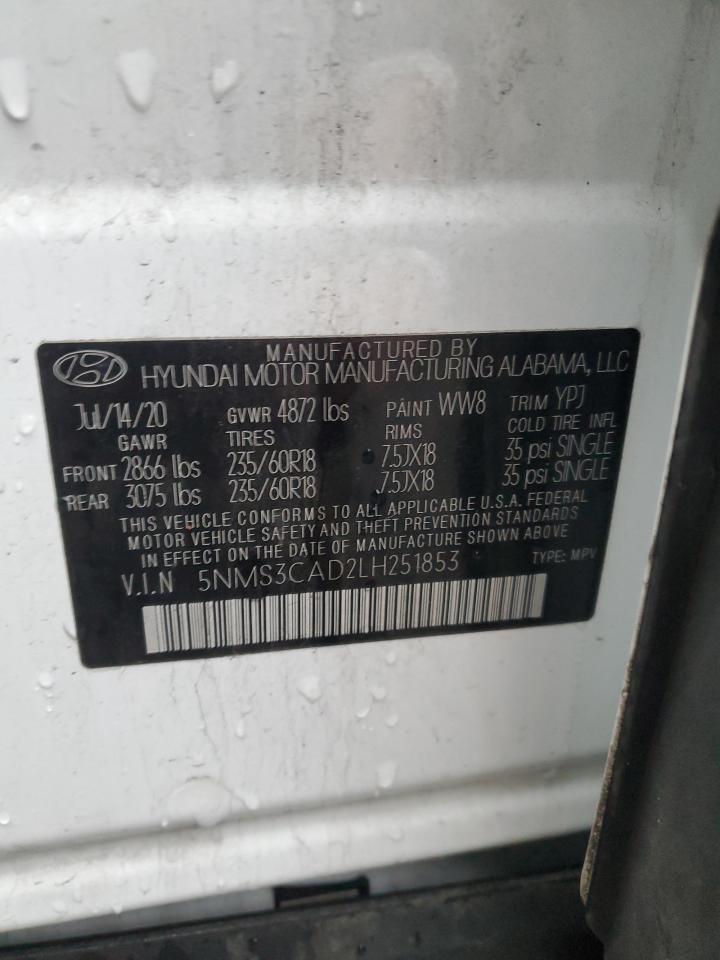 MANUFACTURED BY
HYUNDAI MOTOR MANUFACTURING ALABAMA, LLC
Jul/14/20 GVWR 4872 lbs PAINT WW8 TRIM YPJ
GAWR TIRES RIMS COLD TIRE INFL.
FRONT 2866 lbs 235/60R18 7.5JX18 35 psi SINGLE
REAR 3075 lbs 235/60R18 7.5JX18 35 psi SINGLE
THIS VEHICLE CONFORMS TO ALL APPLICABLE U.S.A. FEDERAL
MOTOR VEHICLE SAFETY AND THEFT PREVENTION STANDARDS
IN EFFECT ON THE DATE OF MANUFACTURE SHOWN ABOVE.
V.I.N 5NMS3CAD2LH251853 TYPE: MPV